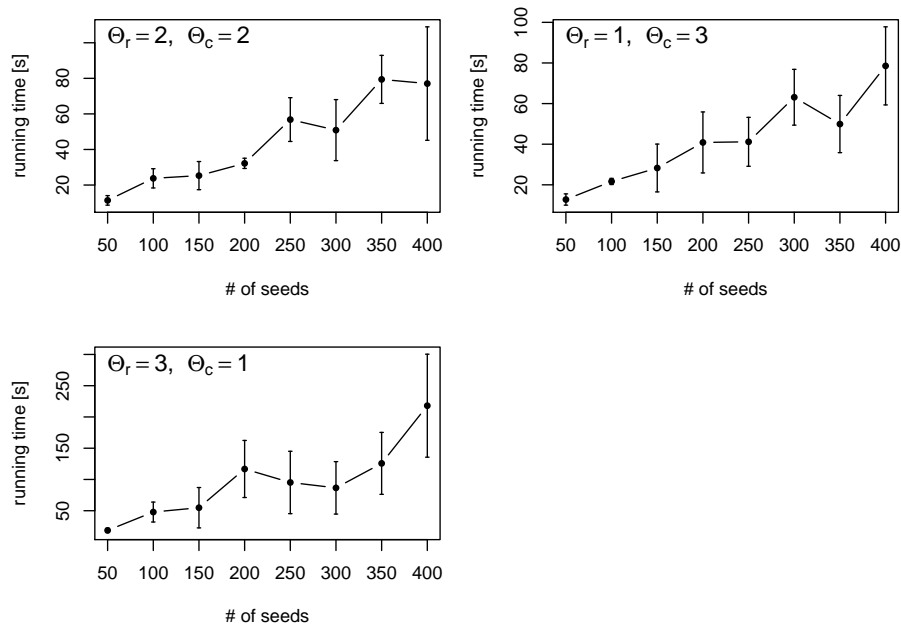 Θr = 2, Θc = 2
running time [s]
20 40 60 80
50 100 150 200 250 300 350 400
# of seeds
Θr = 1, Θc = 3
running time [s]
20 40 60 80 100
50 100 150 200 250 300 350 400
# of seeds
Θr = 3, Θc = 1
running time [s]
50 150 250
50 100 150 200 250 300 350 400
# of seeds